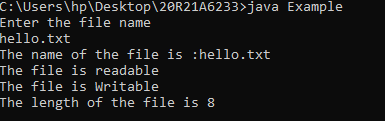 C:\Users\hp\Desktop\20R21A6233>java Example
Enter the file name
hello.txt
The name of the file is :hello.txt
The file is readable
The file is Writable
The length of the file is 8